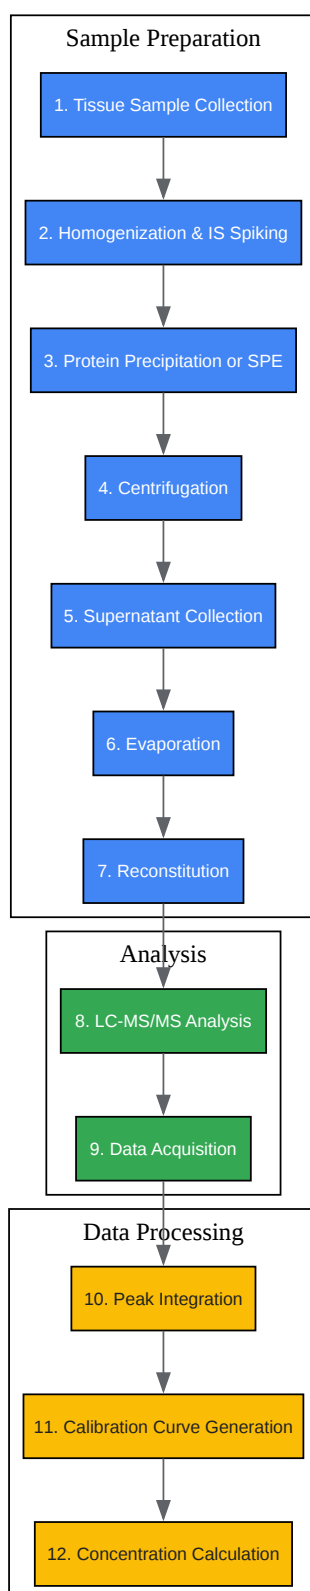 Sample Preparation
1. Tissue Sample Collection
2. Homogenization & IS Spiking
3. Protein Precipitation or SPE
4. Centrifugation
5. Supernatant Collection
6. Evaporation
7. Reconstitution
Analysis
8. LC-MS/MS Analysis
9. Data Acquisition
Data Processing
10. Peak Integration
11. Calibration Curve Generation
12. Concentration Calculation